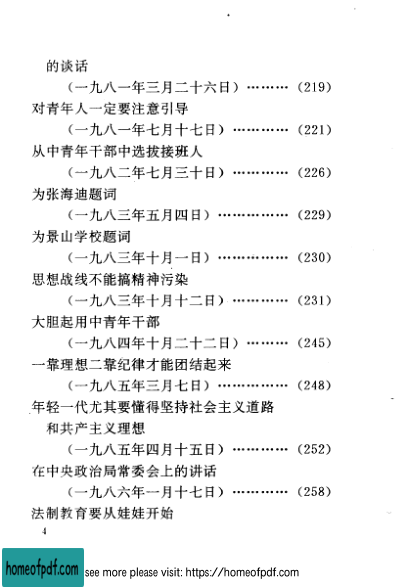 的谈话
(一九八一年三月二十六日)………(219)
对青年人一定要注意引导
(一九八一年七月十七日)…………(221)
从中青年干部中选拔接班人
(一九八二年七月三十日)…………(226)
为张海迪题词
(一九八三年五月四日)……………(229)
为景山学校题词
(一九八三年十月一日)……………(230)
思想战线不能搞精神污染
(一九八三年十月十二日)…………(231)
大胆起用中青年干部
(一九八四年十月二十二日)………(245)
一靠理想二靠纪律才能团结起来
(一九八五年三月七日)……………(248)
年轻一代尤其要懂得坚持社会主义道路
和共产主义理想
(一九八五年四月十五日)…………(252)
在中央政治局常委会上的讲话
(一九八六年一月十七日)…………(258)
法制教育要从娃娃开始
4
homeofpdf.com
see more please visit: https://homeofpdf.com